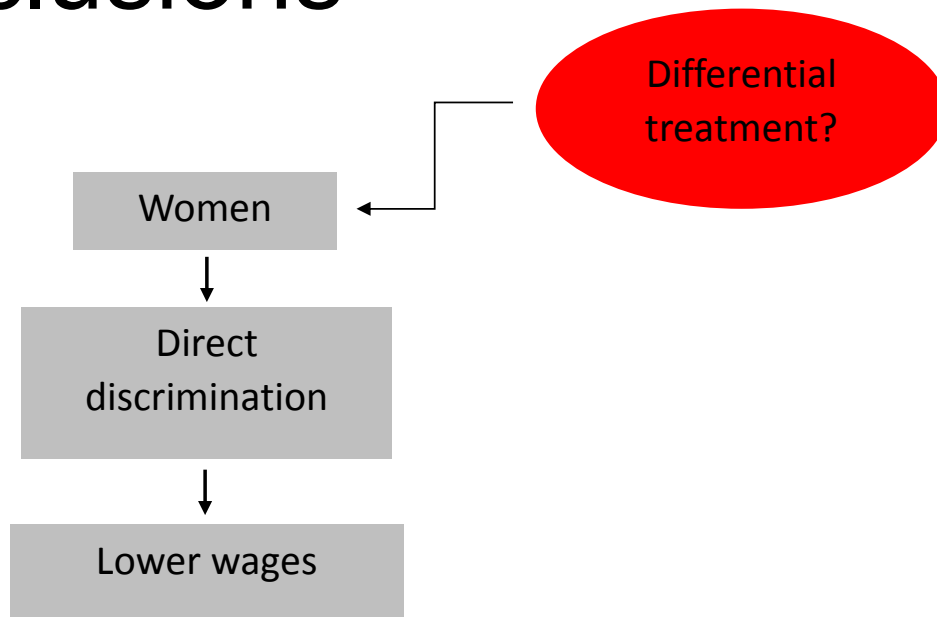 Differential
treatment?
Women
Direct
discrimination
Lower wages